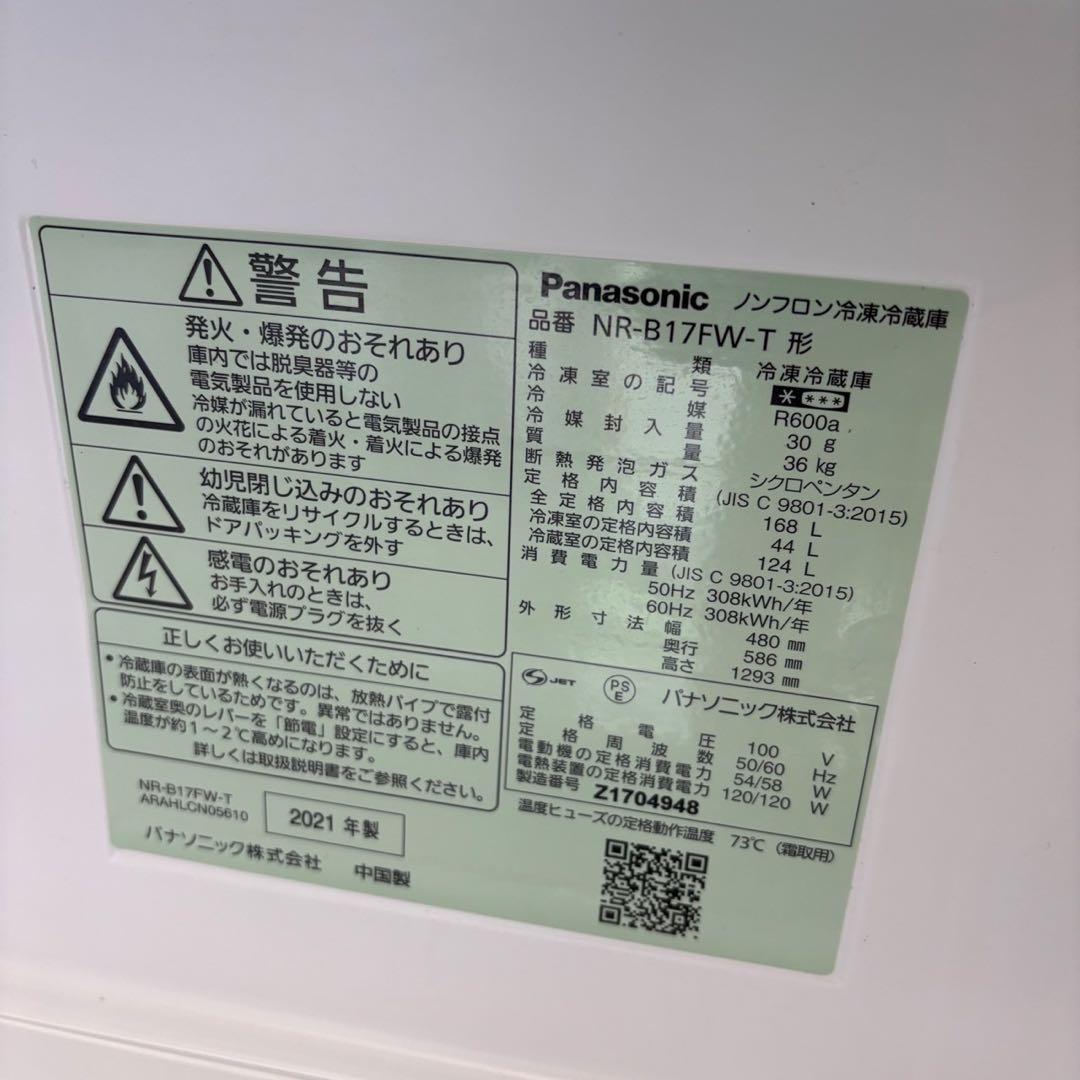 警告
発火・爆発のおそれあり
庫内では脱臭器等の
電気製品を使用しない
冷媒が漏れていると電気製品の接点
の火花による着火・着火による爆発
のおそれがあります
幼児閉じ込みのおそれあり
冷蔵庫をリサイクルするときは、
ドアパッキングを外す
感電のおそれあり
お手入れのときは、
必ず電源プラグを抜く
正しくお使いいただくために
・冷蔵庫の表面が熱くなるのは、放熱パイプで露付
防止をしているためです。異常ではありません。
・冷蔵室奥のレバーを「節電」設定にすると、庫内
温度が約1〜2℃高めになります。
詳しくは取扱説明書をご参照ください。
NR-B17FW-T
ARAHLCN05610
2021年製
パナソニック株式会社 中国製
Panasonic ノンフロン冷凍冷蔵庫
品番 NR-B17FW-T 形
種類 冷凍冷蔵庫
冷凍室の記号 * ***
冷媒 R600a
冷媒封入量 30 g
質量 36 kg
断熱発泡ガス シクロペンタン
定格内容積 (JIS C 9801-3:2015)
全定格内容積 168 L
冷凍室の定格内容積 44 L
冷蔵室の定格内容積 124 L
消費電力量 (JIS C 9801-3:2015)
50Hz 308kWh/年
60Hz 308kWh/年
外形寸法 幅 480 mm
奥行 586 mm
高さ 1293 mm
JET PSE パナソニック株式会社
定格電圧 100 V
定格周波数 50/60 Hz
電動機の定格消費電力 54/58 W
電熱装置の定格消費電力 120/120 W
製造番号 Z1704948
温度ヒューズの定格動作温度 73℃(霜取用)